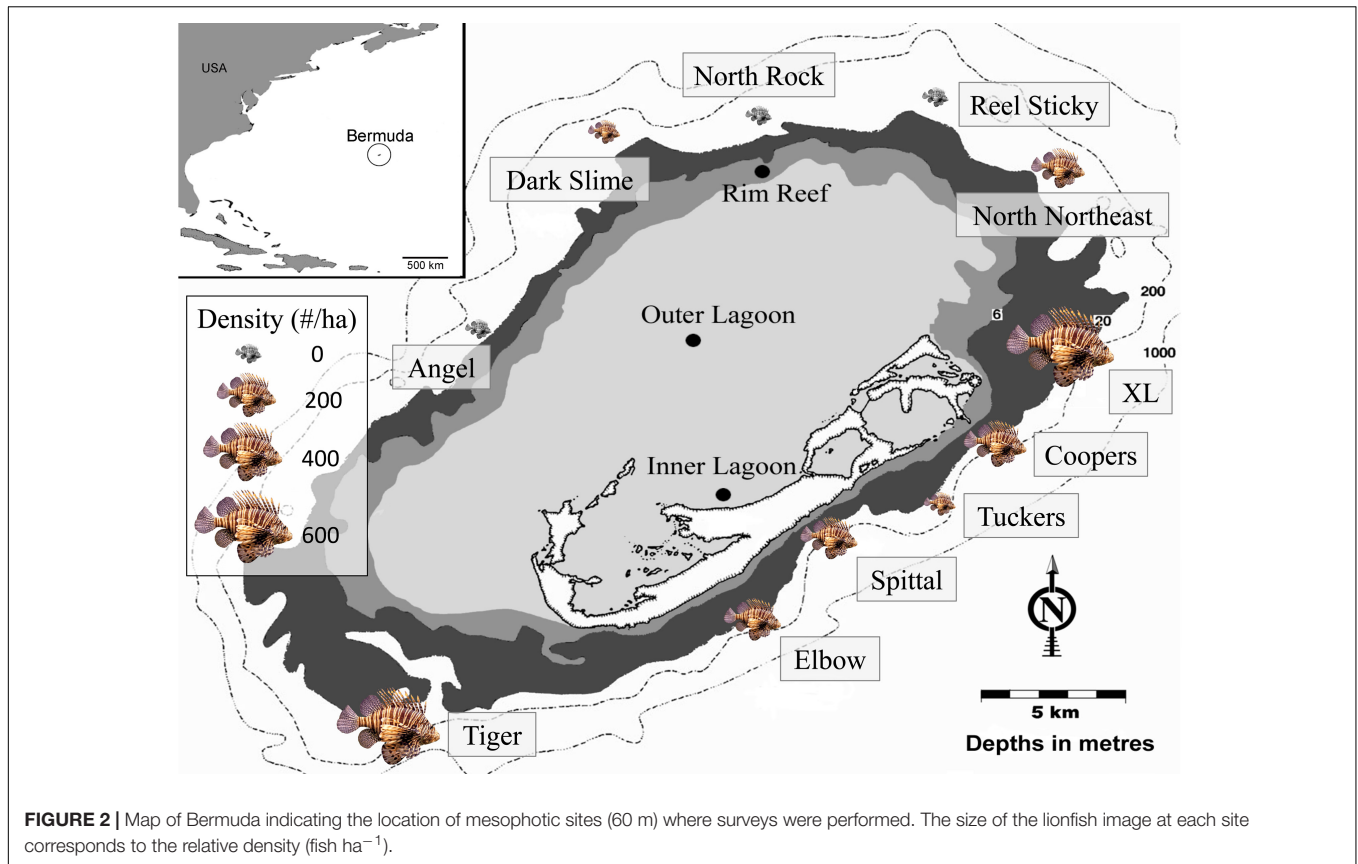 USA
Bermuda
500 km
North Rock
Reel Sticky
Dark Slime
Rim Reef
North Northeast
Density (#/ha)
0
200
400
600
Outer Lagoon
Angel
200
6
20
1000
XL
Inner Lagoon
Coopers
Tuckers
Spittal
Elbow
Tiger
N
5 km
Depths in metres
FIGURE 2 | Map of Bermuda indicating the location of mesophotic sites (60 m) where surveys were performed. The size of the lionfish image at each site
corresponds to the relative density (fish ha⁻¹).